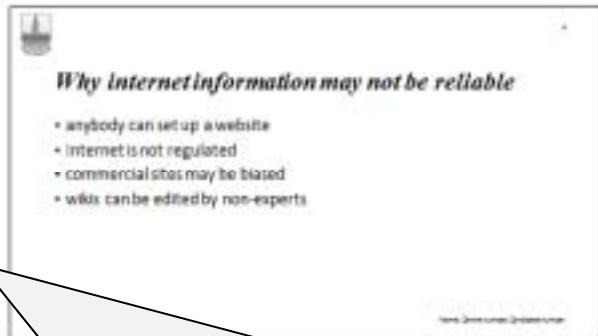 Why internet information may not be reliable
• anybody can set up a website
• Internet is not regulated
• commercial sites may be biased
• wikis can be edited by non-experts